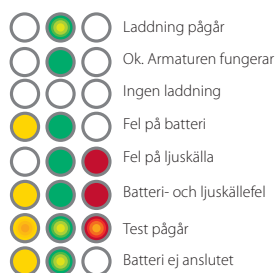 Laddning pågår
Ok. Armaturen fungerar
Ingen laddning
Fel på batteri
Fel på ljuskälla
Batteri- och ljuskällefel
Test pågår
Batteri ej anslutet